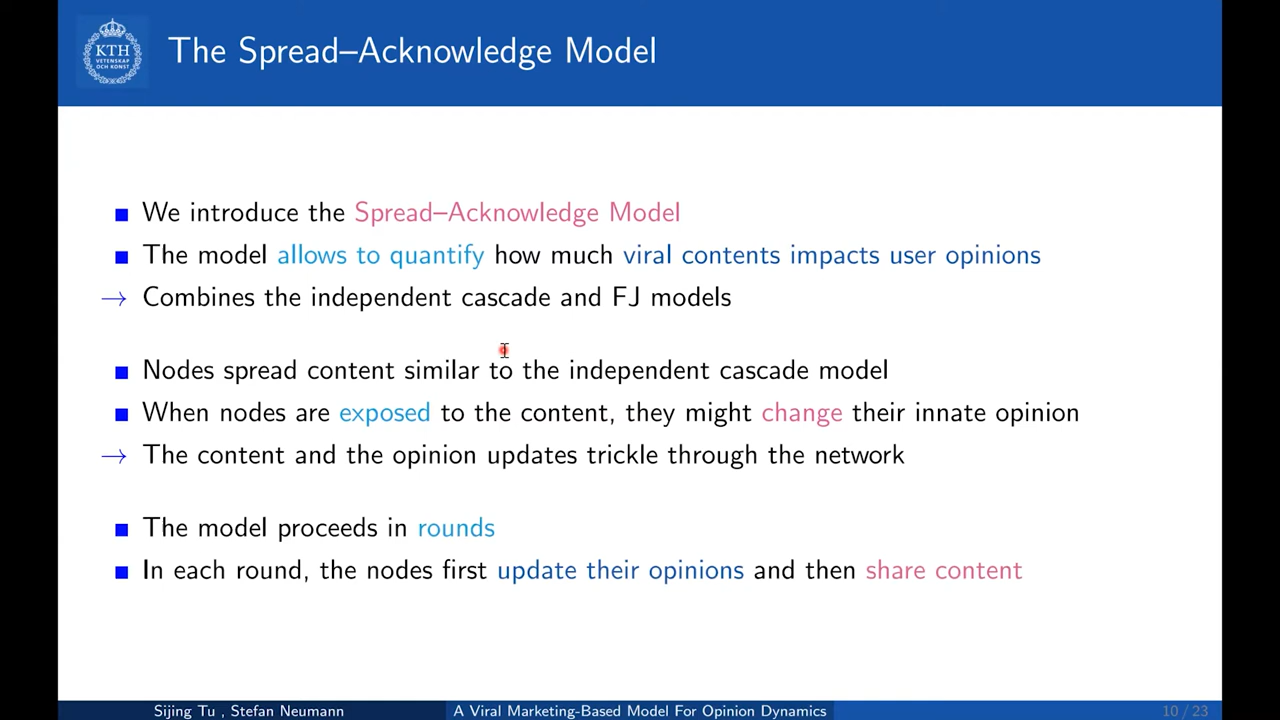 KTH
VETENSKAP
OCH KONST
The Spread–Acknowledge Model
We introduce the Spread–Acknowledge Model
The model allows to quantify how much viral contents impacts user opinions
→ Combines the independent cascade and FJ models
Nodes spread content similar to the independent cascade model
When nodes are exposed to the content, they might change their innate opinion
→ The content and the opinion updates trickle through the network
The model proceeds in rounds
In each round, the nodes first update their opinions and then share content
Sijing Tu , Stefan Neumann
A Viral Marketing-Based Model For Opinion Dynamics
10 / 23